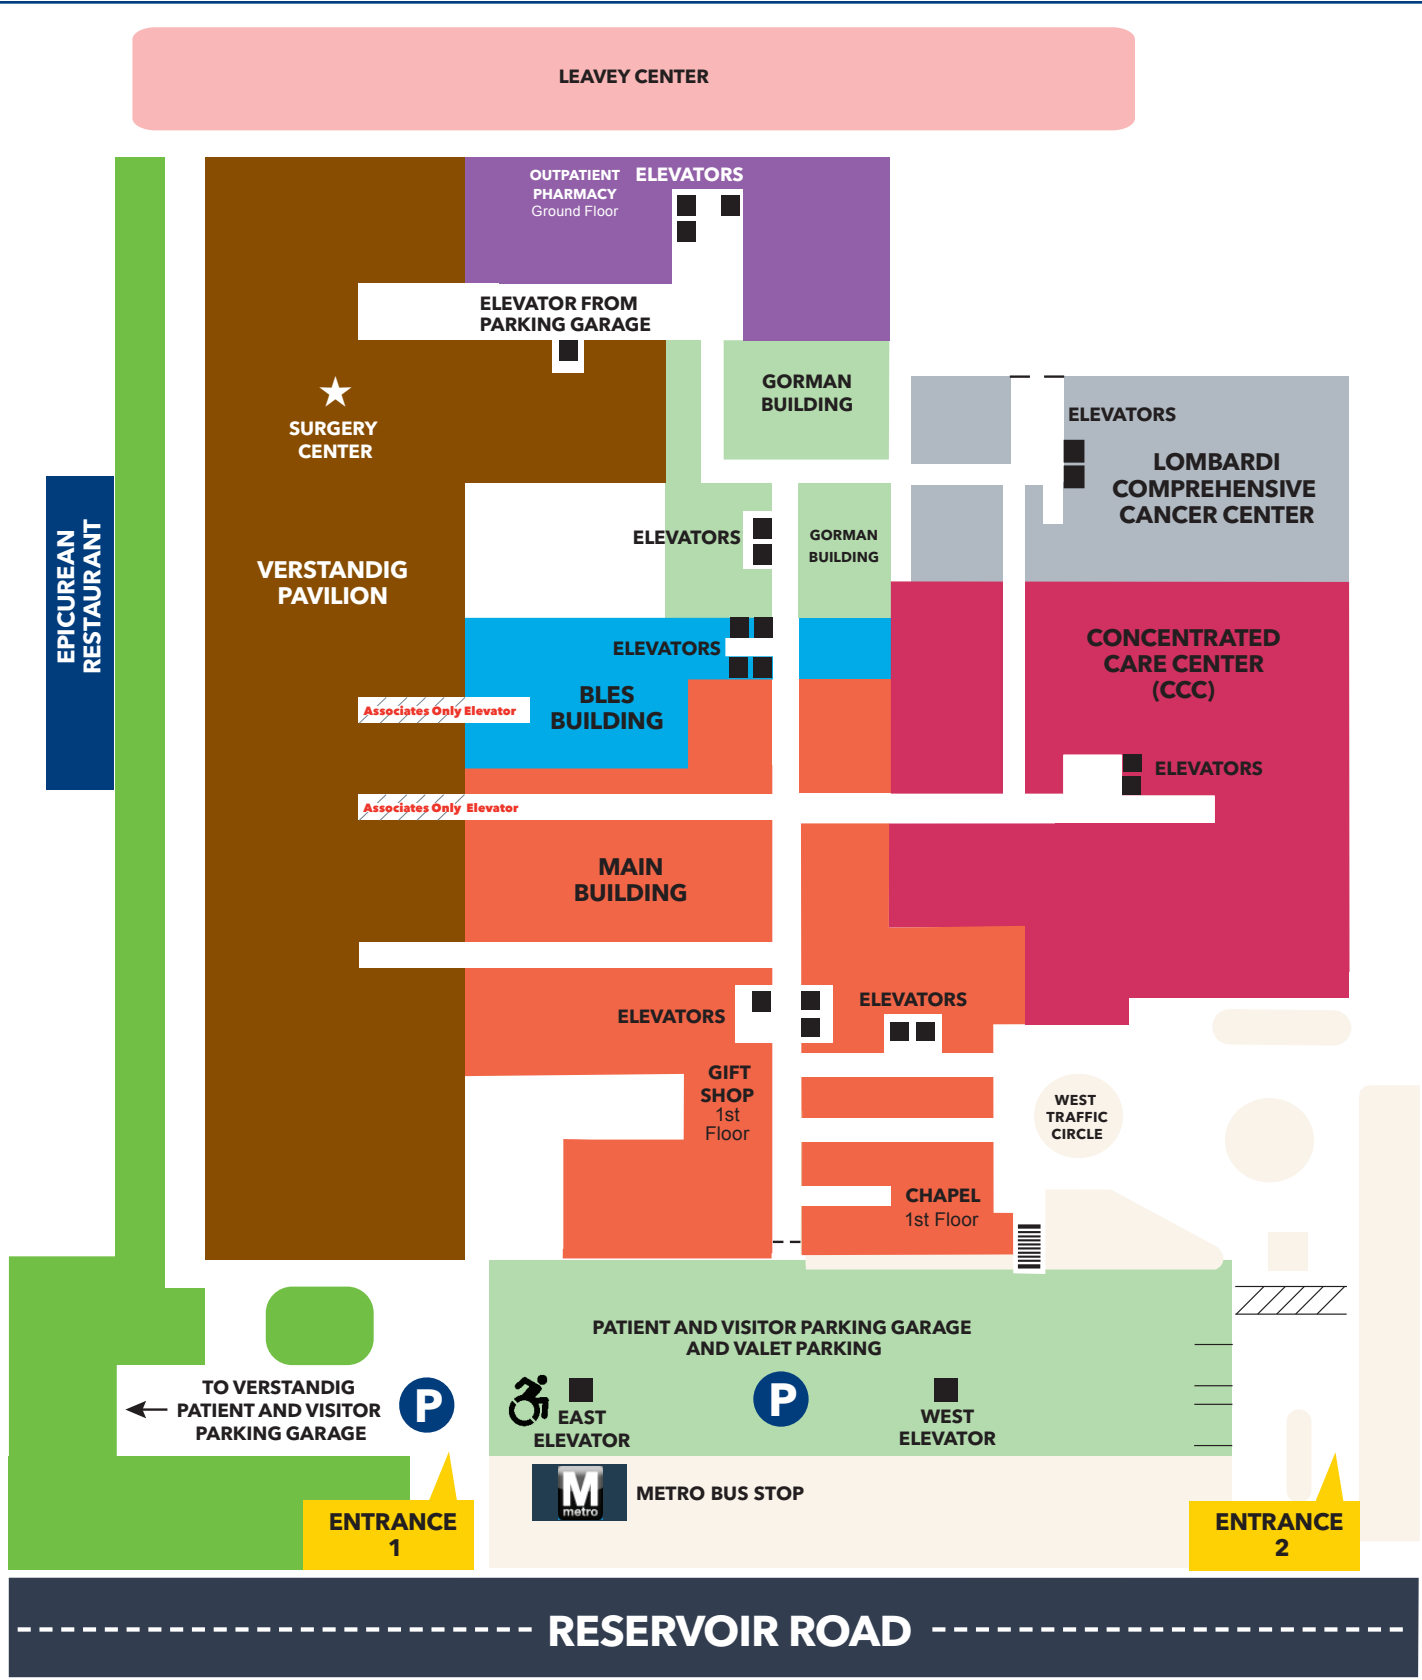 LEAVEY CENTER
OUTPATIENT
PHARMACY
Ground Floor
ELEVATORS
ELEVATOR FROM
PARKING GARAGE
GORMAN
BUILDING
SURGERY
CENTER
ELEVATORS
LOMBARDI
COMPREHENSIVE
CANCER CENTER
EPICUREAN
RESTAURANT
VERSTANDIG
PAVILION
ELEVATORS
GORMAN
BUILDING
ELEVATORS
BLES
BUILDING
Associates Only Elevator
CONCENTRATED
CARE CENTER
(CCC)
ELEVATORS
Associates Only Elevator
MAIN
BUILDING
ELEVATORS
ELEVATORS
GIFT
SHOP
1st
Floor
WEST
TRAFFIC
CIRCLE
CHAPEL
1st Floor
PATIENT AND VISITOR PARKING GARAGE
AND VALET PARKING
TO VERSTANDIG
PATIENT AND VISITOR
PARKING GARAGE
P
EAST
ELEVATOR
P
WEST
ELEVATOR
M
metro
METRO BUS STOP
ENTRANCE
1
ENTRANCE
2
RESERVOIR ROAD